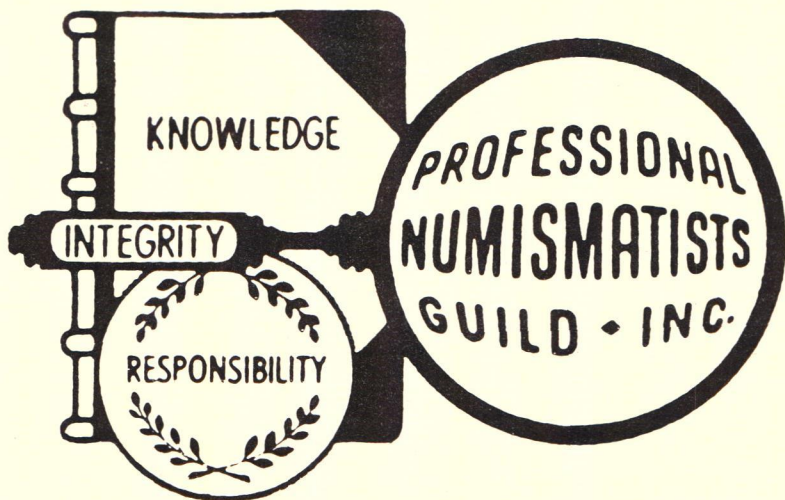 KNOWLEDGE
INTEGRITY
RESPONSIBILITY
PROFESSIONAL
NUMISMATISTS
GUILD • INC.